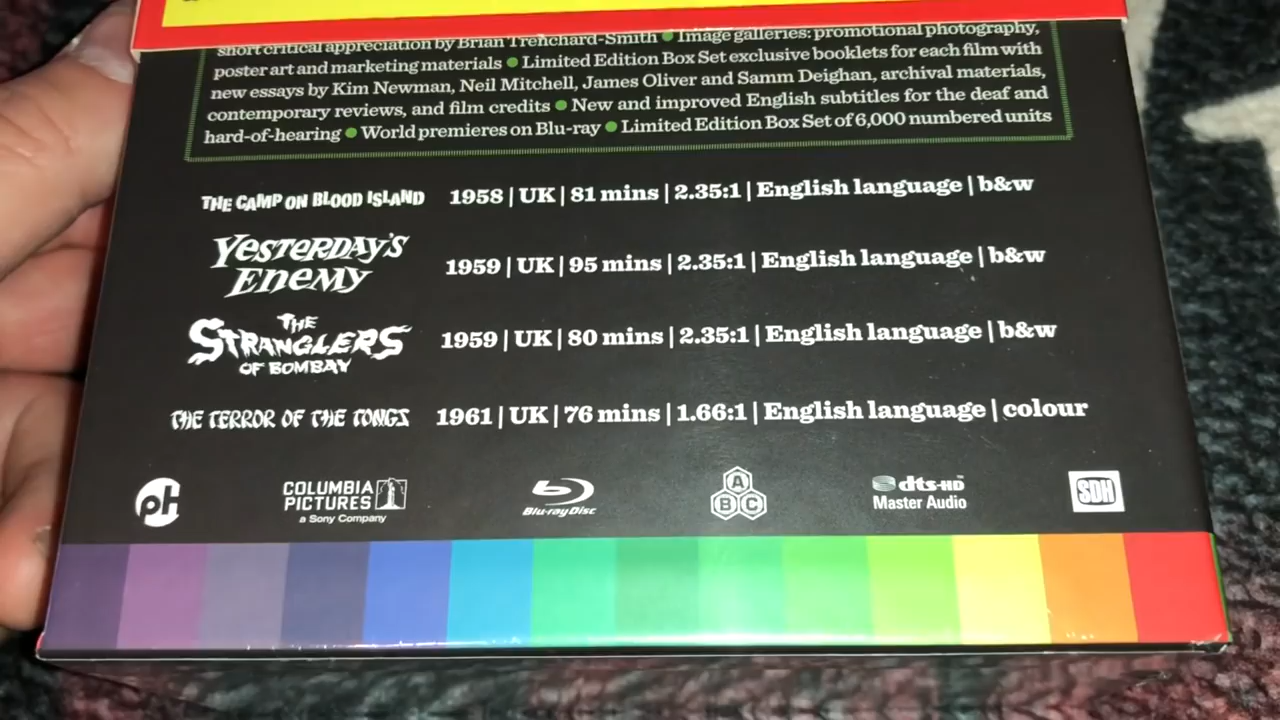 short critical appreciation by Brian Trenchard-Smith ● Image galleries: promotional photography,
poster art and marketing materials ● Limited Edition Box Set exclusive booklets for each film with
new essays by Kim Newman, Neil Mitchell, James Oliver and Samm Deighan, archival materials,
contemporary reviews, and film credits ● New and improved English subtitles for the deaf and
hard-of-hearing ● World premieres on Blu-ray ● Limited Edition Box Set of 6,000 numbered units
THE CAMP ON BLOOD ISLAND 1958 | UK | 81 mins | 2.35:1 | English language | b&w
YESTERDAY'S
ENEMY 1959 | UK | 95 mins | 2.35:1 | English language | b&w
THE
STRANGLERS
OF BOMBAY 1959 | UK | 80 mins | 2.35:1 | English language | b&w
THE TERROR OF THE TONGS 1961 | UK | 76 mins | 1.66:1 | English language | colour
ph
COLUMBIA
PICTURES
a Sony Company
Blu-ray Disc
A
B C
dts-HD
Master Audio
SDH